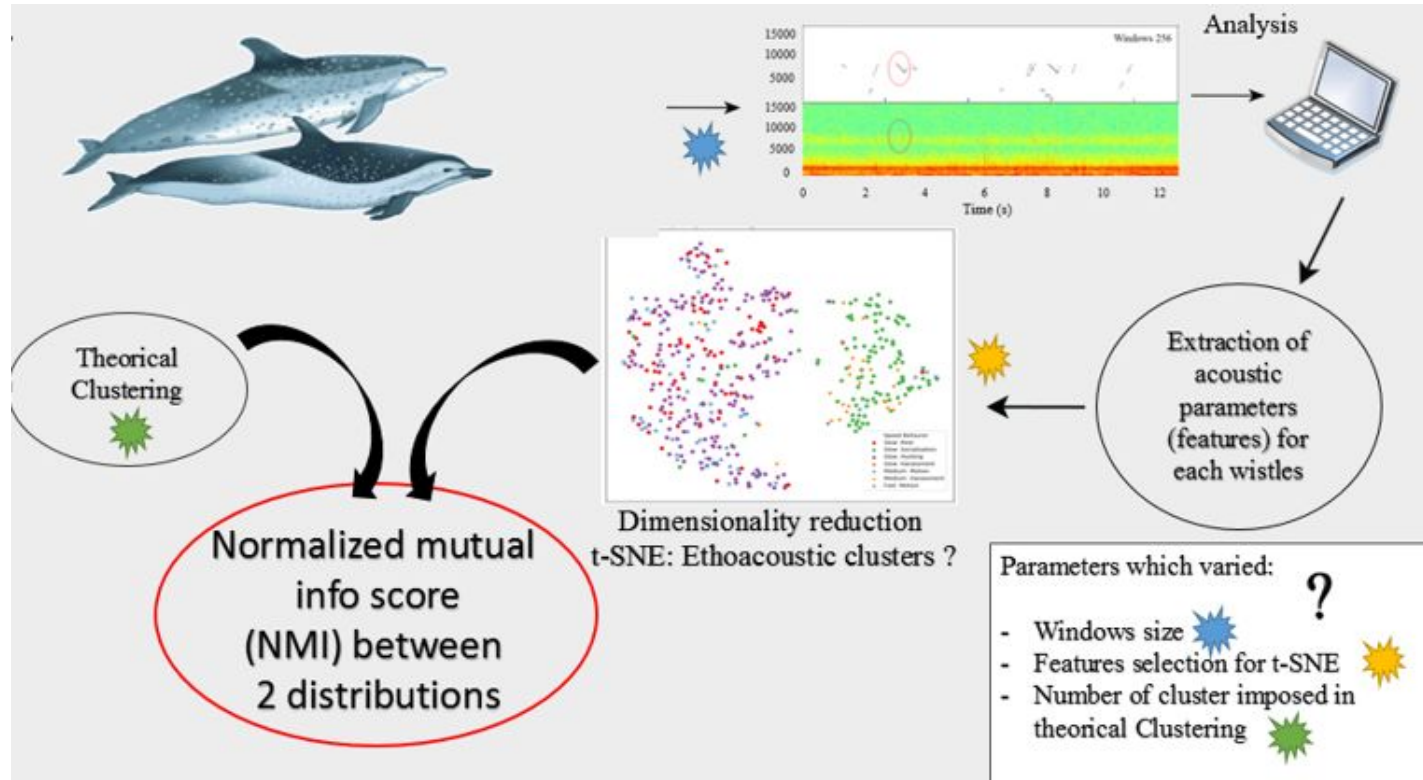 15000
10000
5000
Windows 256
15000
10000
5000
0
0 2 4 6 8 10 12
Time (s)
Analysis
Theorical
Clustering
Extraction of
acoustic
parameters
(features) for
each wistles
Dimensionality reduction
t-SNE: Ethoacoustic clusters ?
Normalized mutual
info score
(NMI) between
2 distributions
Parameters which varied:
?
- Windows size
- Features selection for t-SNE
- Number of cluster imposed in
theorical Clustering